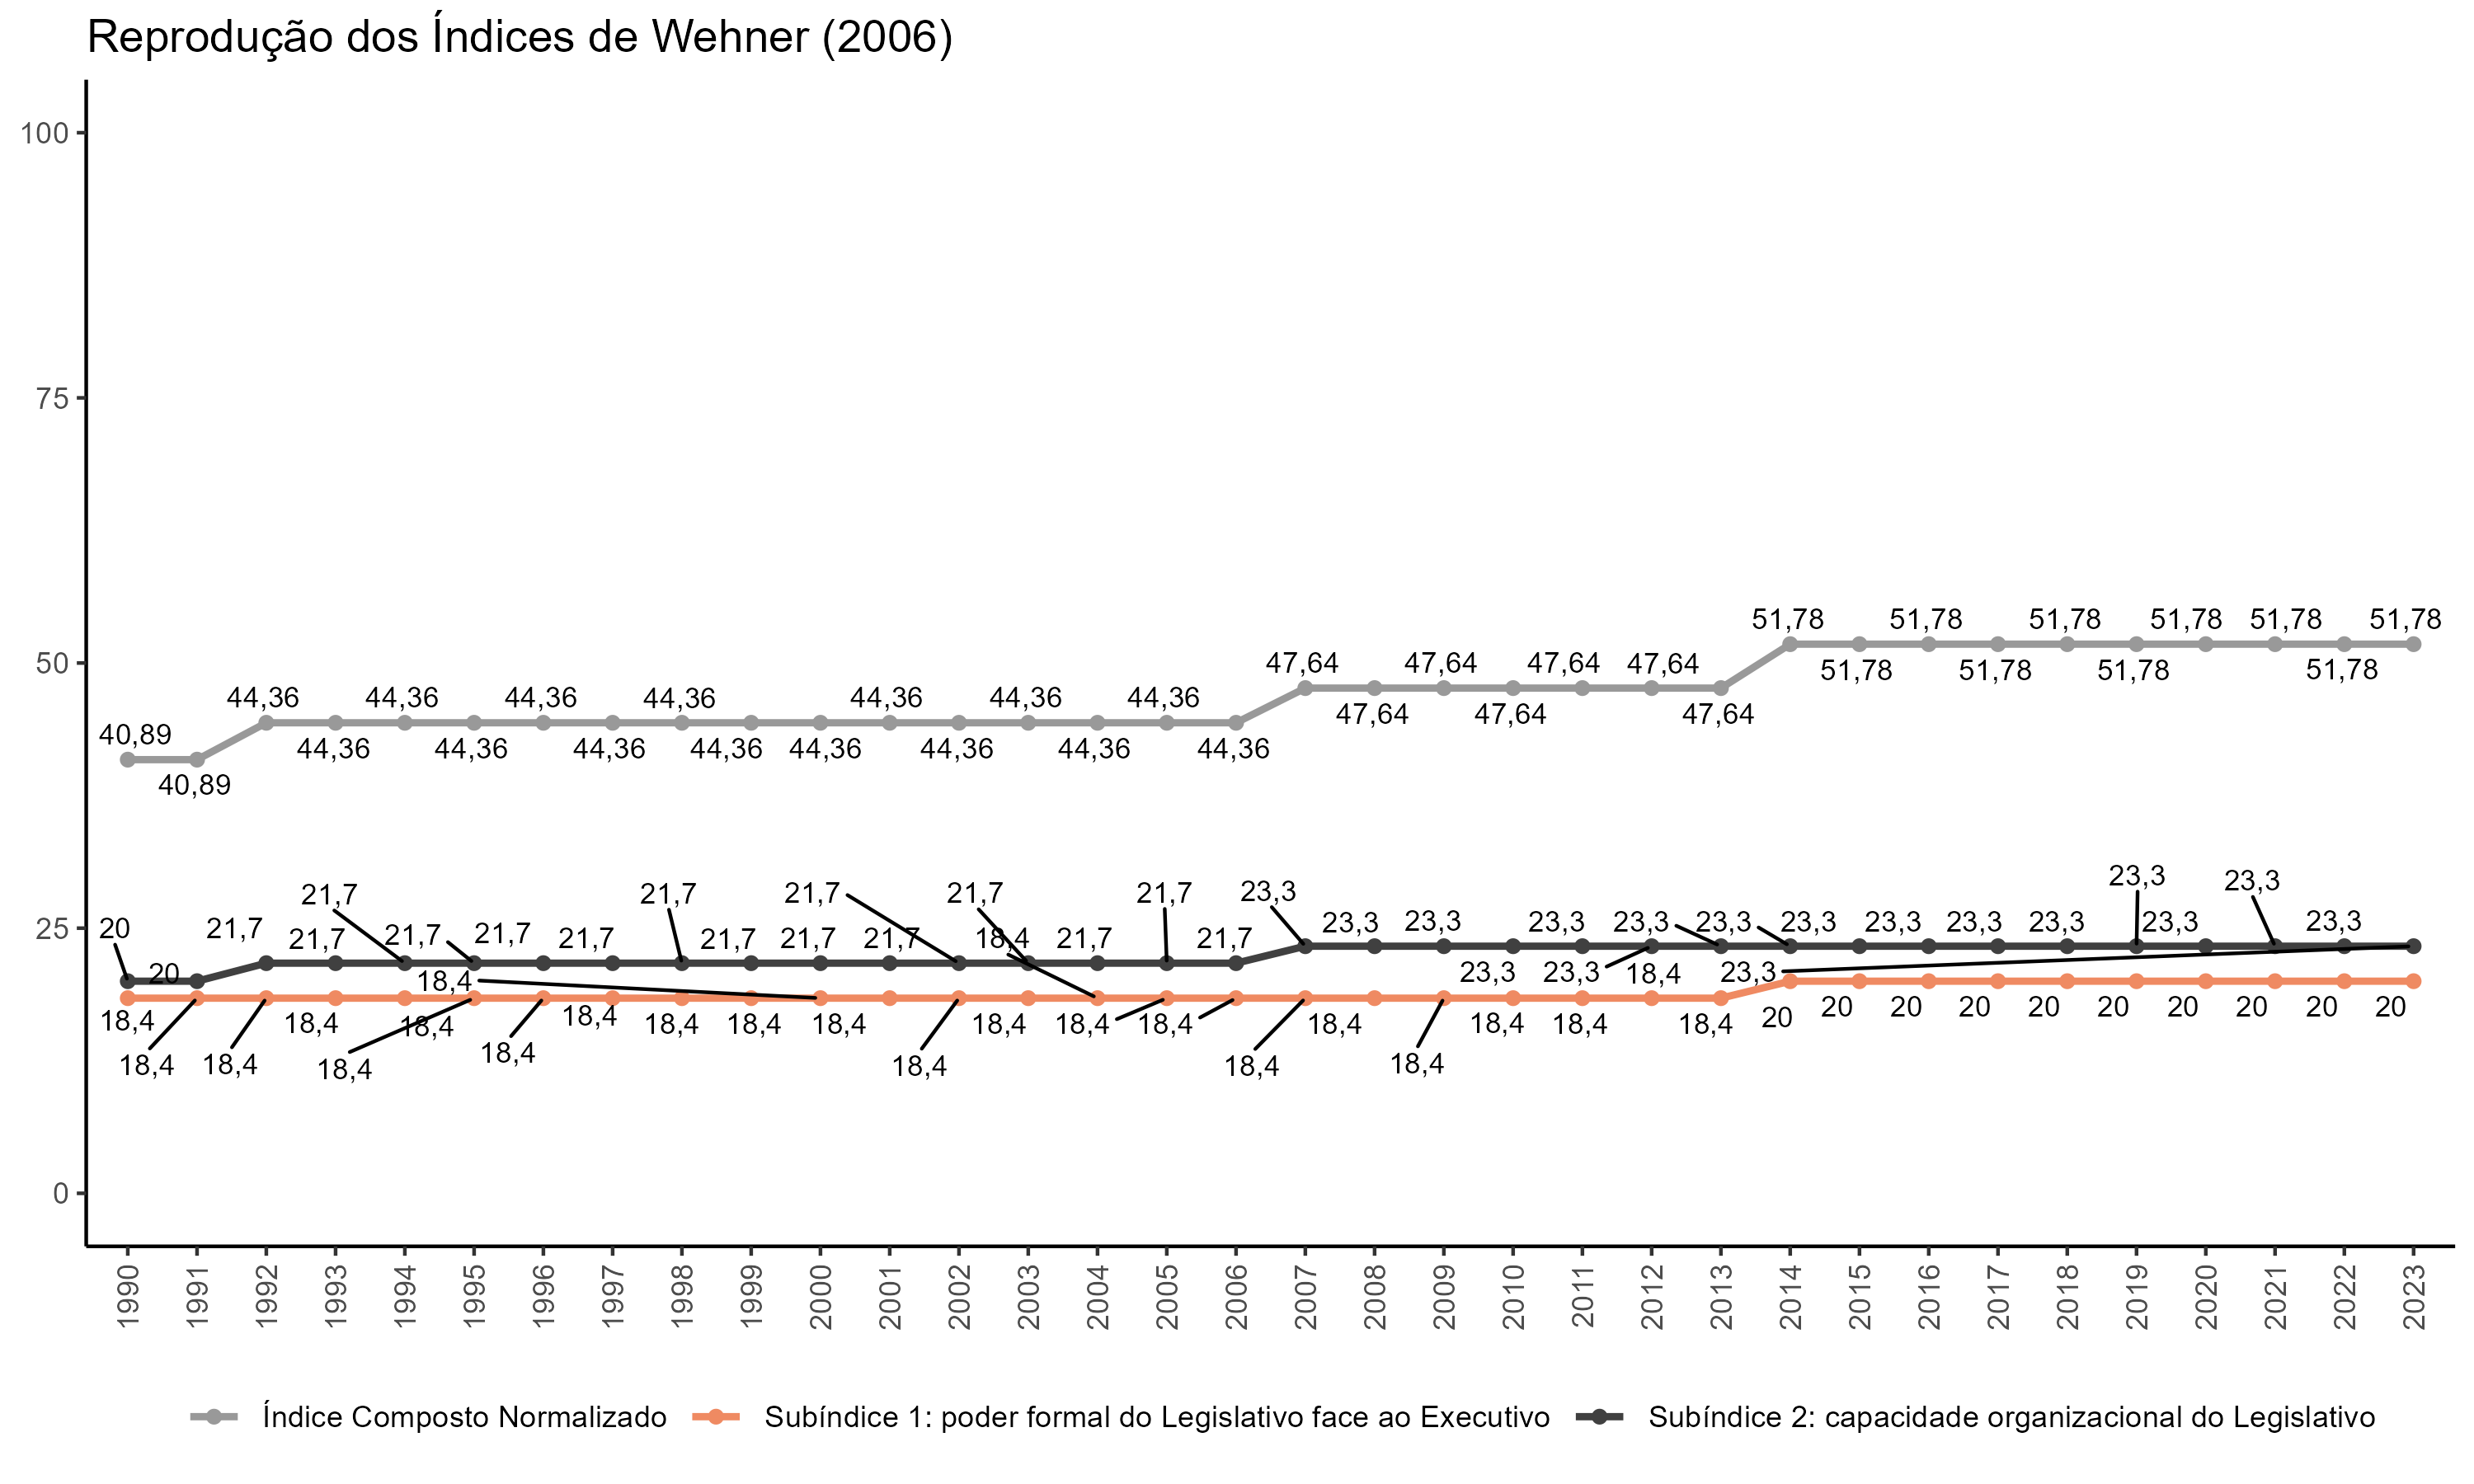 Reprodução dos Índices de Wehner (2006)
100
75
51,78 51,78 51,78 51,78 51,78 51,78
50 47,64 47,64 47,64 47,64 51,78 51,78 51,78 51,78
44,36 44,36 44,36 44,36 44,36 44,36 44,36 47,64 47,64 47,64
40,89 44,36 44,36 44,36 44,36 44,36 44,36 44,36 44,36
40,89
21,7 21,7 21,7 21,7 21,7 23,3 23,3 23,3
25 20 21,7 21,7 21,7 21,7 21,7 21,7 21,7 21,7 18,4 21,7 21,7 23,3 23,3 23,3 23,3 23,3 23,3 23,3 23,3 23,3 23,3 23,3
20 18,4 23,3 23,3 18,4 23,3
18,4 18,4 18,4 18,4 18,4 18,4 18,4 18,4 18,4 18,4 18,4 18,4 18,4 18,4 20 20 20 20 20 20 20 20 20 20
18,4 18,4 18,4 18,4 18,4 18,4 18,4
0
1990 1991 1992 1993 1994 1995 1996 1997 1998 1999 2000 2001 2002 2003 2004 2005 2006 2007 2008 2009 2010 2011 2012 2013 2014 2015 2016 2017 2018 2019 2020 2021 2022 2023
Índice Composto Normalizado Subíndice 1: poder formal do Legislativo face ao Executivo Subíndice 2: capacidade organizacional do Legislativo